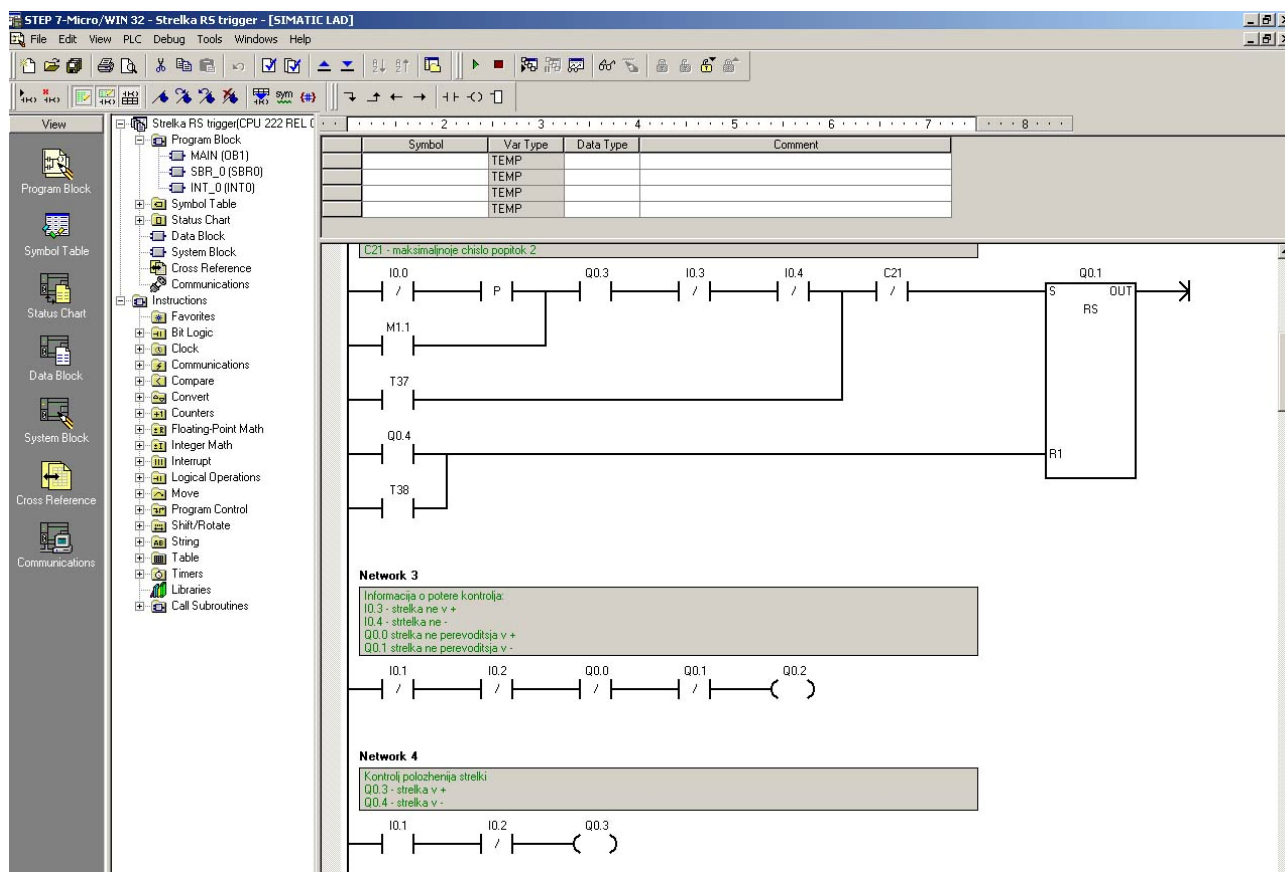 STEP 7-Micro/WIN 32 - Strelka RS trigger - [SIMATIC LAD]
File Edit View PLC Debug Tools Windows Help
View
Program Block
Symbol Table
Status Chart
Data Block
System Block
Cross Reference
Communications
Strelka RS trigger(CPU 222 REL 0
Program Block
MAIN (OB1)
SBR_0 (SBR0)
INT_0 (INT0)
Symbol Table
Status Chart
Data Block
System Block
Cross Reference
Communications
Instructions
Favorites
Bit Logic
Clock
Communications
Compare
Convert
Counters
Floating-Point Math
Integer Math
Interrupt
Logical Operations
Move
Program Control
Shift/Rotate
String
Table
Timers
Libraries
Call Subroutines
2 3 4 5 6 7 8
Symbol Var Type Data Type Comment
TEMP
TEMP
TEMP
TEMP
C21 - maksimaljnoje chislo popitok 2
I0.0 Q0.3 I0.3 I0.4 C21 Q0.1
/ P / / / S OUT
RS
M1.1
T37
Q0.4
R1
T38
Network 3
Informacija o potere kontrolja:
I0.3 - strelka ne v +
I0.4 - strtelka ne -
Q0.0 strelka ne perevoditsja v +
Q0.1 strelka ne perevoditsja v -
I0.1 I0.2 Q0.0 Q0.1 Q0.2
/ / / /
Network 4
Kontrolj polozhenija strelki
Q0.3 - strelka v +
Q0.4 - strelka v -
I0.1 I0.2 Q0.3
/